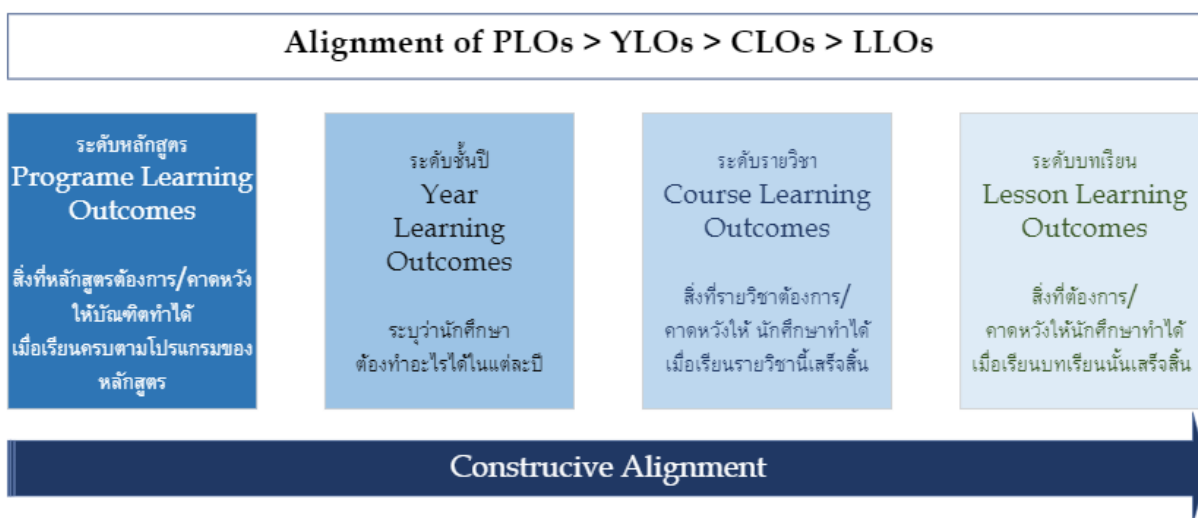 Alignment of PLOs > YLOs > CLOs > LLOs
ระดับหลักสูตร
Programe Learning
Outcomes
สิ่งที่หลักสูตรต้องการ/คาดหวัง
ให้บัณฑิตทำได้
เมื่อเรียนครบตามโปรแกรมของ
หลักสูตร
ระดับชั้นปี
Year
Learning
Outcomes
ระบุว่านักศึกษา
ต้องทำอะไรได้ในแต่ละปี
ระดับรายวิชา
Course Learning
Outcomes
สิ่งที่รายวิชาต้องการ/
คาดหวังให้ นักศึกษาทำได้
เมื่อเรียนรายวิชานี้เสร็จสิ้น
ระดับบทเรียน
Lesson Learning
Outcomes
สิ่งที่ต้องการ/
คาดหวังให้นักศึกษาทำได้
เมื่อเรียนบทเรียนนั้นเสร็จสิ้น
Construcive Alignment